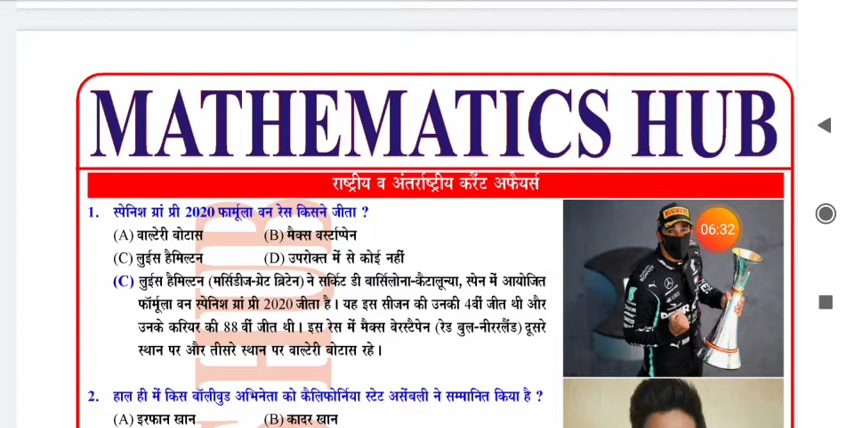 MATHEMATICS HUB
राष्ट्रीय व अंतर्राष्ट्रीय करैंट अफैयर्स
1. स्पेनिश ग्रां प्री 2020 फार्मूला वन रेस किसने जीता ?
(A) वाल्टेरी बोटास (B) मैक्स वर्स्टाप्पेन
(C) लुईस हैमिल्टन (D) उपरोक्त में से कोई नहीं
(C) लुईस हैमिल्टन (मर्सिडीज-ग्रेट ब्रिटेन) ने सर्किट डी बार्सिलोना-कैटालून्या, स्पेन में आयोजित
फॉर्मूला वन स्पेनिश ग्रां प्री 2020 जीता है। यह इस सीजन की उनकी 4वीं जीत थी और
उनके करियर की 88 वीं जीत थी। इस रेस में मैक्स वेरस्टैपेन (रेड बुल-नीररलैंड) दूसरे
स्थान पर और तीसरे स्थान पर वाल्टेरी बोटास रहे।
06:32
2. हाल ही में किस बॉलीवुड अभिनेता को कैलिफोर्निया स्टेट असेंबली ने सम्मानित किया है ?
(A) इरफान खान (B) कादर खान
HUB